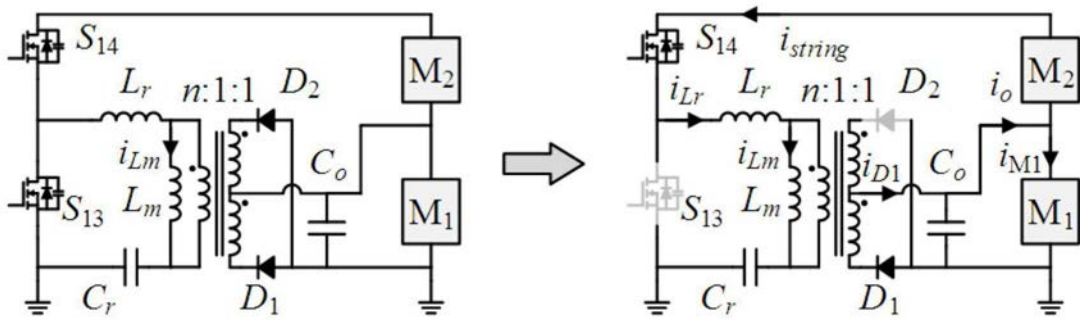 S14
Lr
n:1:1
D2
M2
iLm
Lm
Co
S13
M1
Cr
D1
S14
istring
M2
iLr
Lr
n:1:1
D2
io
iLm
Lm
iD1
Co
iM1
S13
M1
Cr
D1